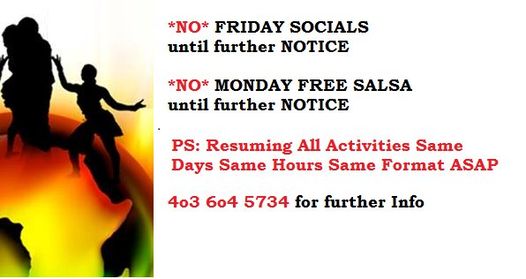 *NO* FRIDAY SOCIALS
until further NOTICE
*NO* MONDAY FREE SALSA
until further NOTICE
PS: Resuming All Activities Same
Days Same Hours Same Format ASAP
4o3 6o4 5734 for further Info